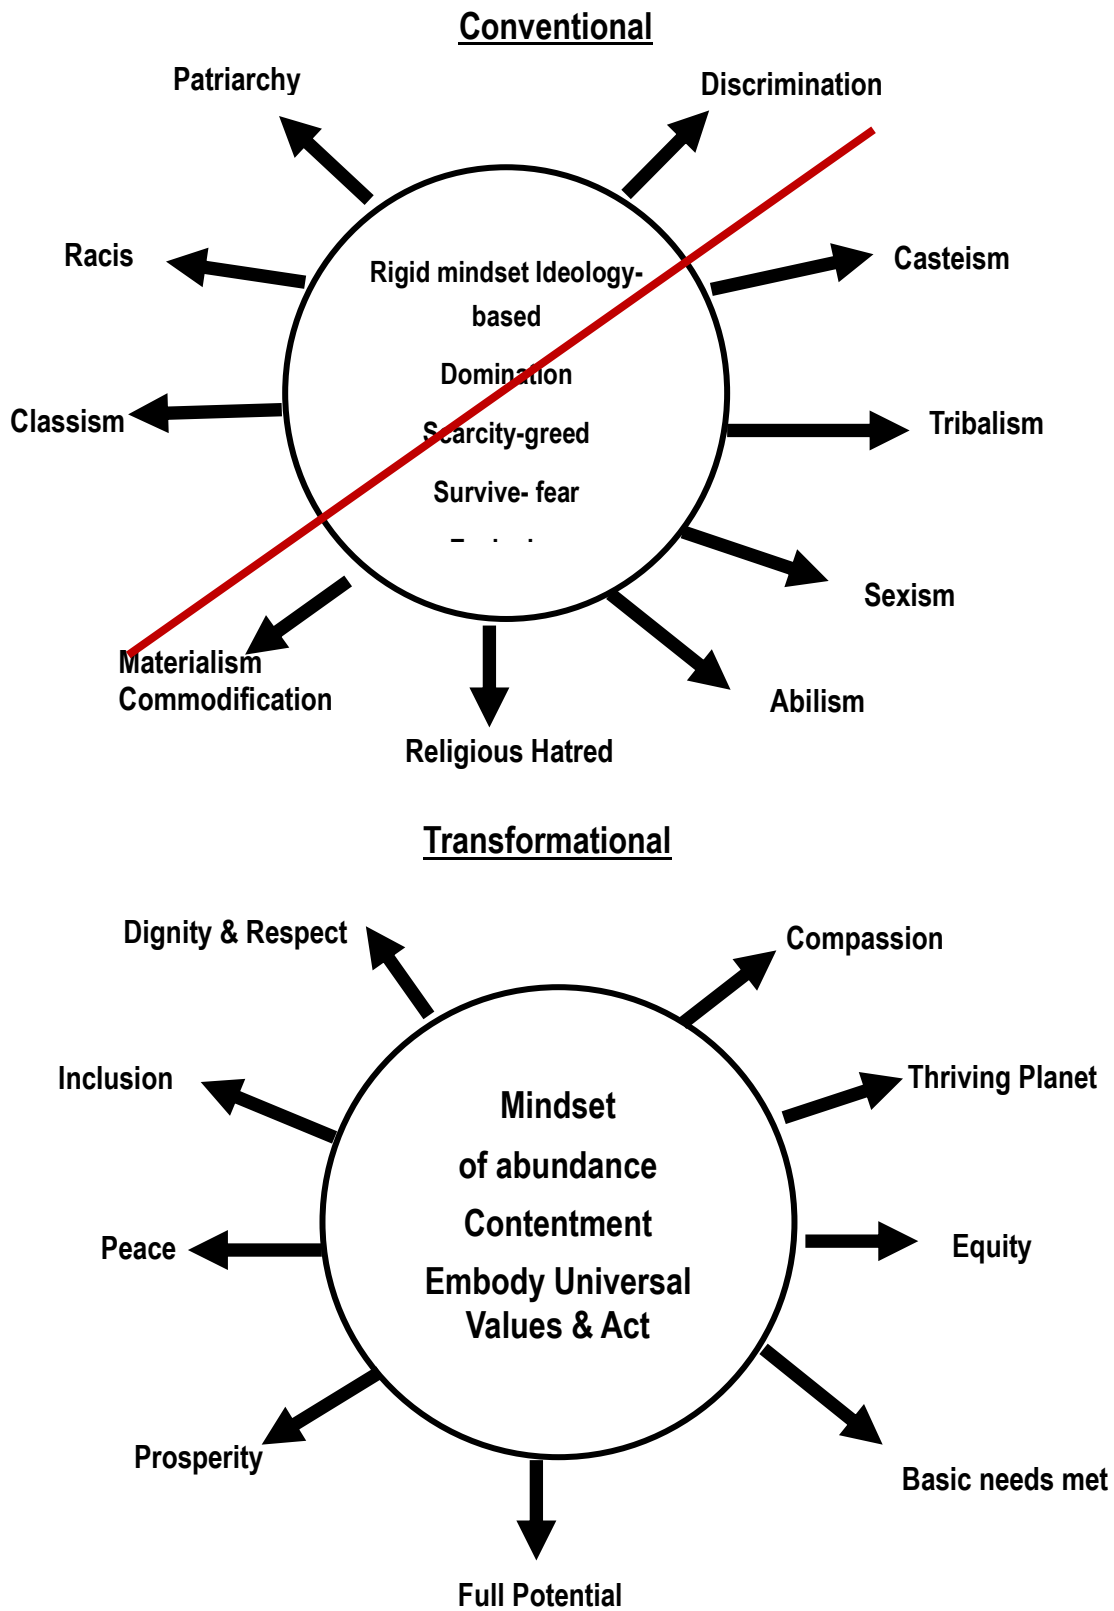 Conventional
Patriarchy
Discrimination
Racis
Casteism
Rigid mindset Ideology-
based
Domination
Scarcity-greed
Survive- fear
Classism
Tribalism
Sexism
Materialism
Commodification
Abilism
Religious Hatred
Transformational
Dignity & Respect
Compassion
Inclusion
Thriving Planet
Mindset
of abundance
Contentment
Embody Universal
Values & Act
Peace
Equity
Prosperity
Basic needs met
Full Potential